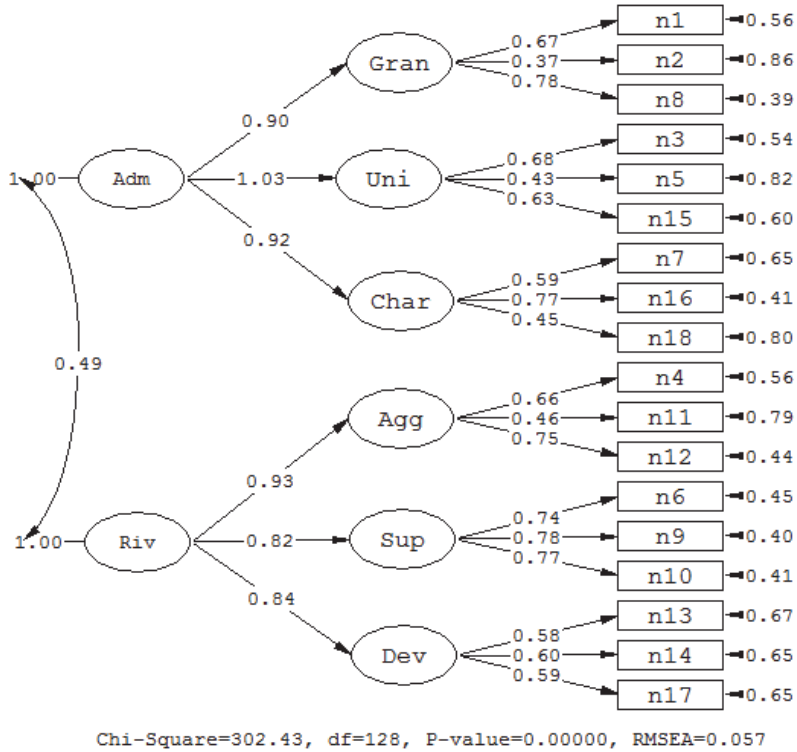 n1 0.56
0.67
Gran 0.37 n2 0.86
0.78
n8 0.39
0.90
n3 0.54
0.68
1.00 Adm 1.03 Uni 0.43 n5 0.82
0.63
n15 0.60
0.92
n7 0.65
0.59
Char 0.77 n16 0.41
0.45
n18 0.80
0.49
n4 0.56
0.66
Agg 0.46 n11 0.79
0.75
n12 0.44
0.93
n6 0.45
0.74
1.00 Riv 0.82 Sup 0.78 n9 0.40
0.77
n10 0.41
0.84
n13 0.67
0.58
Dev 0.60 n14 0.65
0.59
n17 0.65
Chi-Square=302.43, df=128, P-value=0.00000, RMSEA=0.057